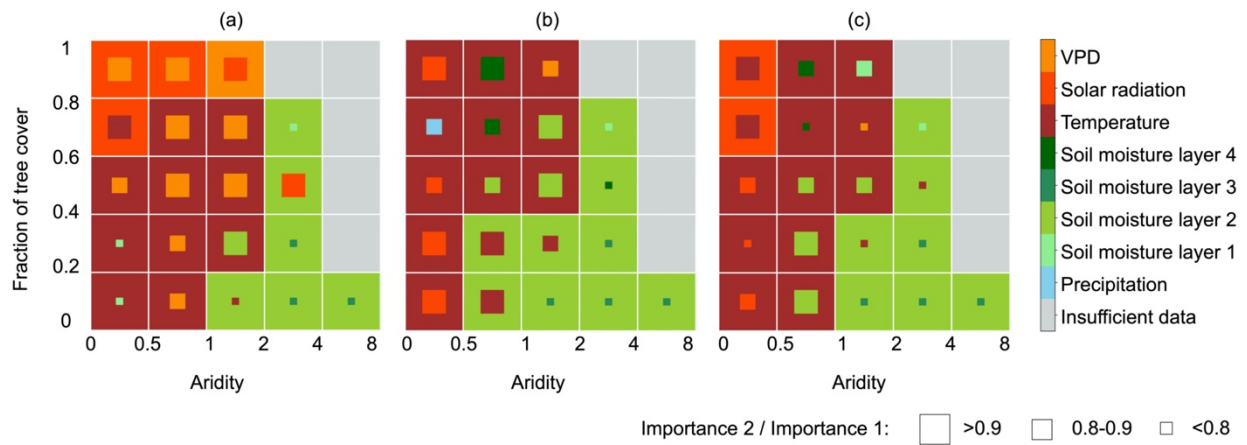 (a) (b) (c)
Fraction of tree cover
1
0.8
0.6
0.4
0.2
0
0 0.5 1 2 4 8
Aridity
0 0.5 1 2 4 8
Aridity
0 0.5 1 2 4 8
Aridity
VPD
Solar radiation
Temperature
Soil moisture layer 4
Soil moisture layer 3
Soil moisture layer 2
Soil moisture layer 1
Precipitation
Insufficient data
Importance 2 / Importance 1: >0.9 0.8-0.9 <0.8